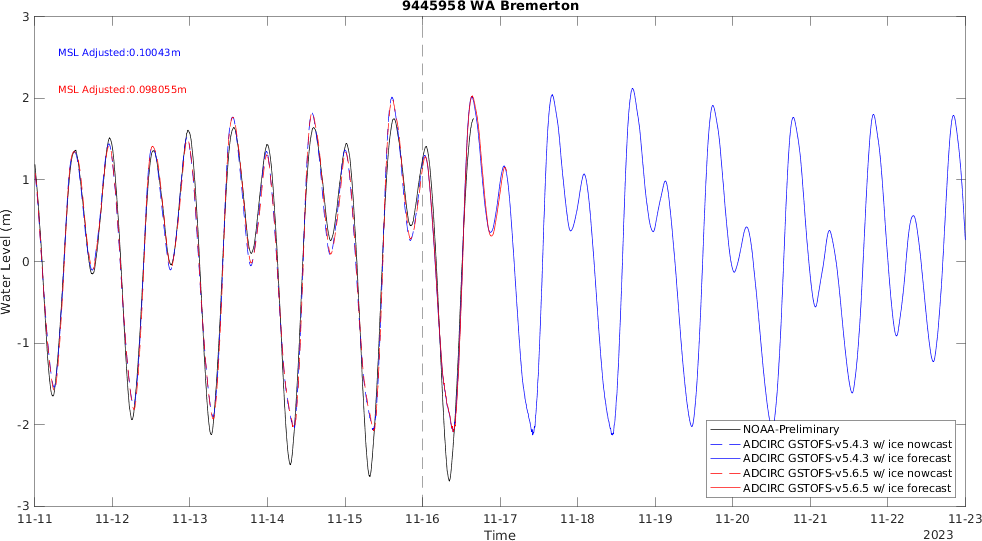 9445958 WA Bremerton
3
2
1
0
-1
-2
-3
Water Level (m)
MSL Adjusted:0.10043m
MSL Adjusted:0.098055m
NOAA-Preliminary
ADCIRC GSTOFS-v5.4.3 w/ ice nowcast
ADCIRC GSTOFS-v5.4.3 w/ ice forecast
ADCIRC GSTOFS-v5.6.5 w/ ice nowcast
ADCIRC GSTOFS-v5.6.5 w/ ice forecast
11-11 11-12 11-13 11-14 11-15 11-16 11-17 11-18 11-19 11-20 11-21 11-22 11-23
Time
2023